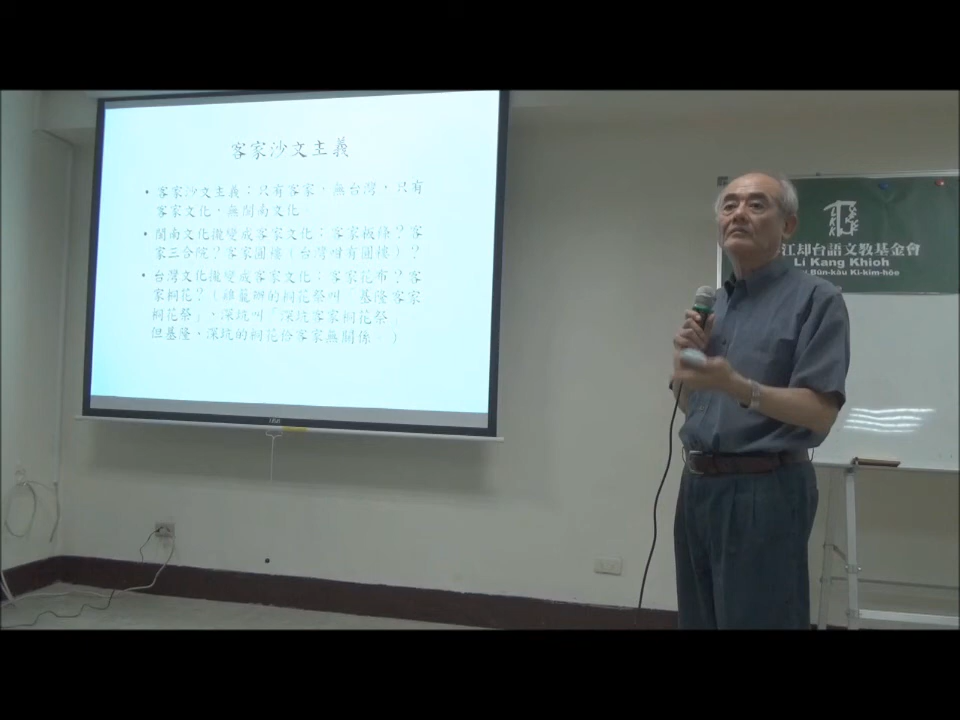 客家沙文主義
• 客家沙文主義：只有客家，無台灣，只有
客家文化，無閩南文化
• 閩南文化攏變成客家文化：客家粄條？客
家三合院？客家圓樓（台灣咁有圓樓）？
• 台灣文化攏變成客家文化：客家花布？客
家桐花？（雞籠辦的桐花祭叫「基隆客家
桐花祭」、深坑叫「深坑客家桐花祭」
但基隆、深坑的桐花佮客家無關係。）
江却台語文教基金會
Li Kang Khioh
Bûn-kàu Ki-kim-hōe